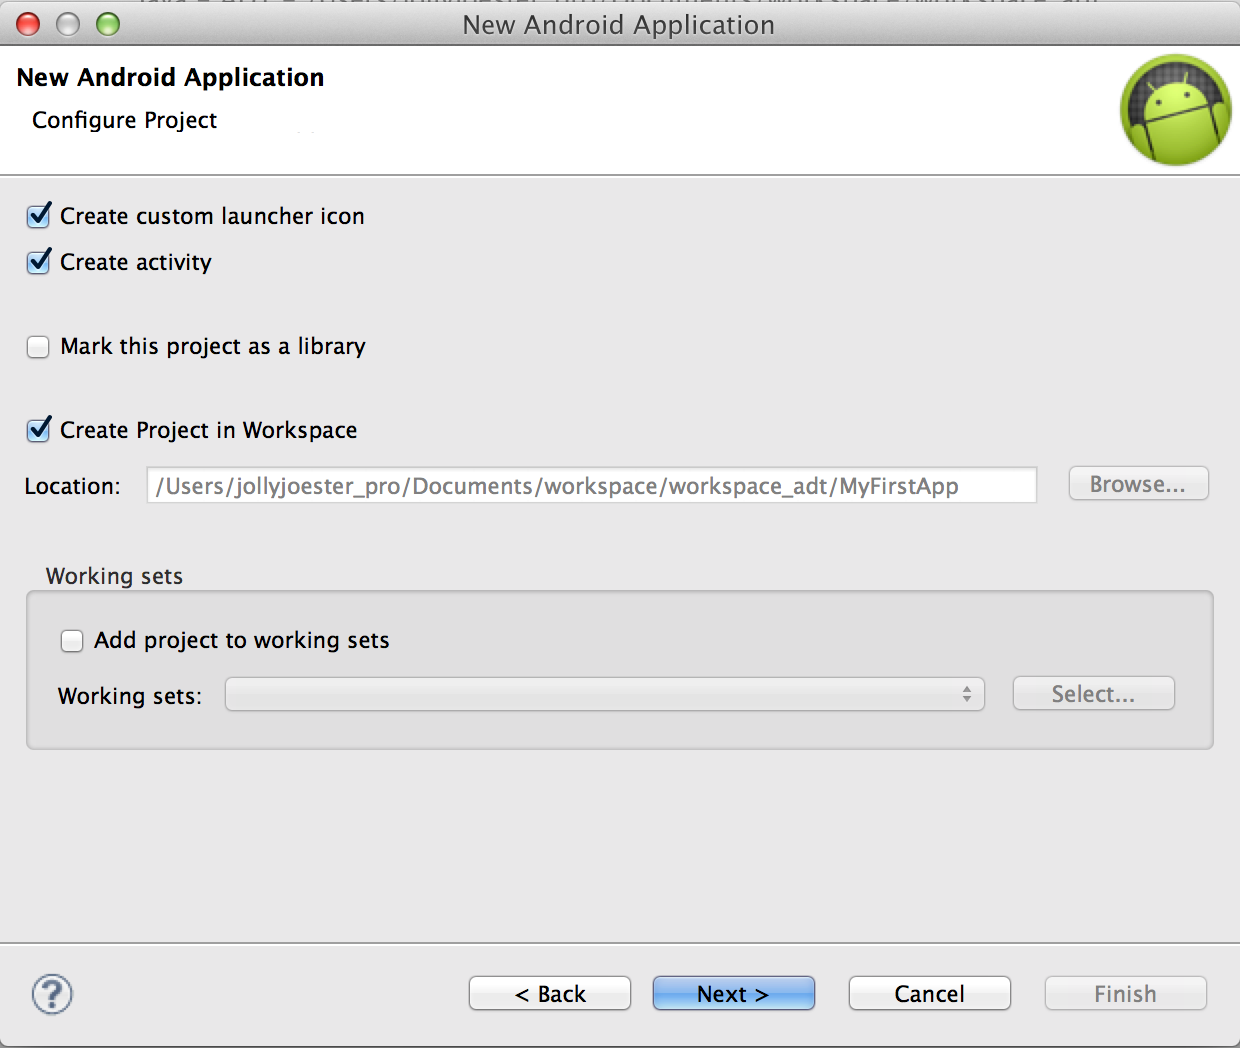 New Android Application
New Android Application
Configure Project
Create custom launcher icon
Create activity
Mark this project as a library
Create Project in Workspace
Location: /Users/jollyjoester_pro/Documents/workspace/workspace_adt/MyFirstApp Browse...
Working sets
Add project to working sets
Working sets: Select...
? < Back Next > Cancel Finish